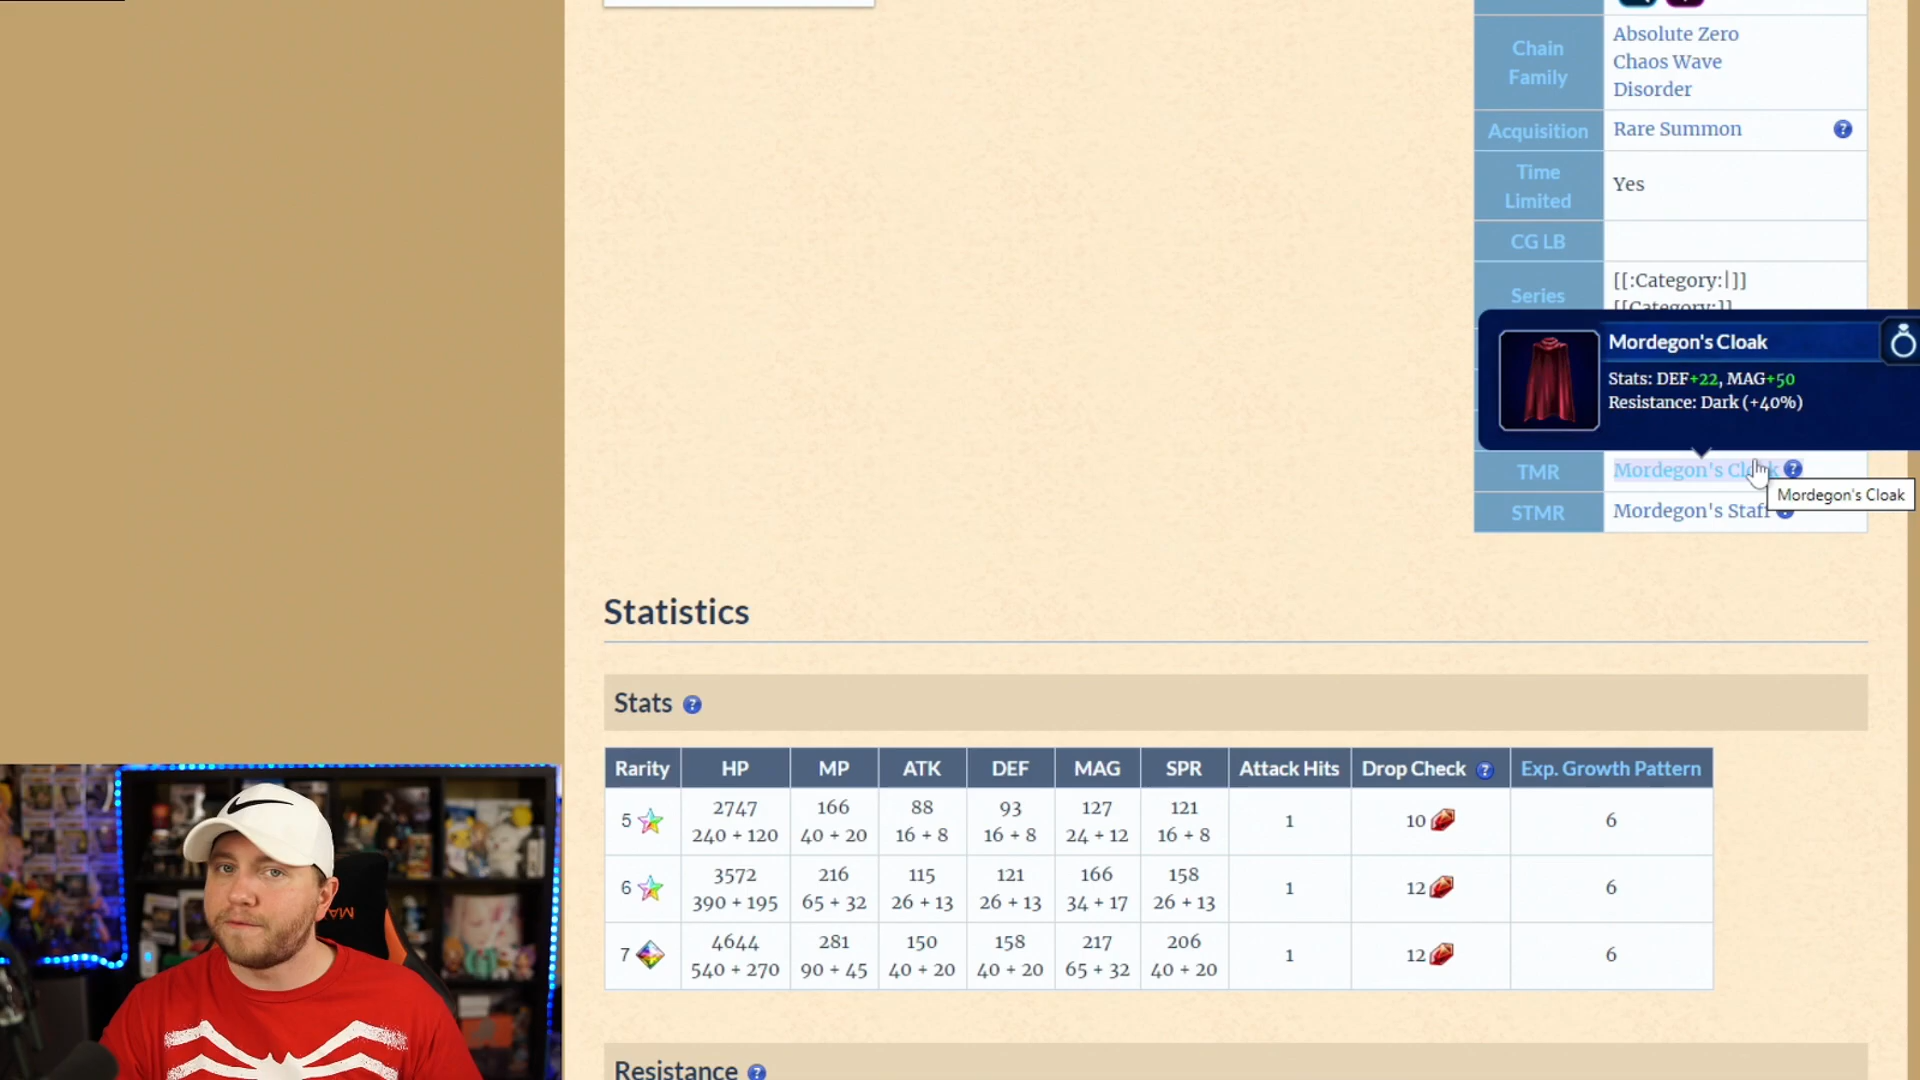 Chain
Family
Absolute Zero
Chaos Wave
Disorder
Acquisition
Rare Summon
?
Time
Limited
Yes
CG LB
Series
[[:Category:|]]
Mordegon's Cloak
Stats: DEF+22, MAG+50
Resistance: Dark (+40%)
TMR
Mordegon's Cloak ?
Mordegon's Cloak
STMR
Mordegon's Staff
Statistics
Stats ?
Rarity HP MP ATK DEF MAG SPR Attack Hits Drop Check ? Exp. Growth Pattern
5 2747 166 88 93 127 121 1 10 6
240 + 120 40 + 20 16 + 8 16 + 8 24 + 12 16 + 8
6 3572 216 115 121 166 158 1 12 6
390 + 195 65 + 32 26 + 13 26 + 13 34 + 17 26 + 13
7 4644 281 150 158 217 206 1 12 6
540 + 270 90 + 45 40 + 20 40 + 20 65 + 32 40 + 20
Resistance ?